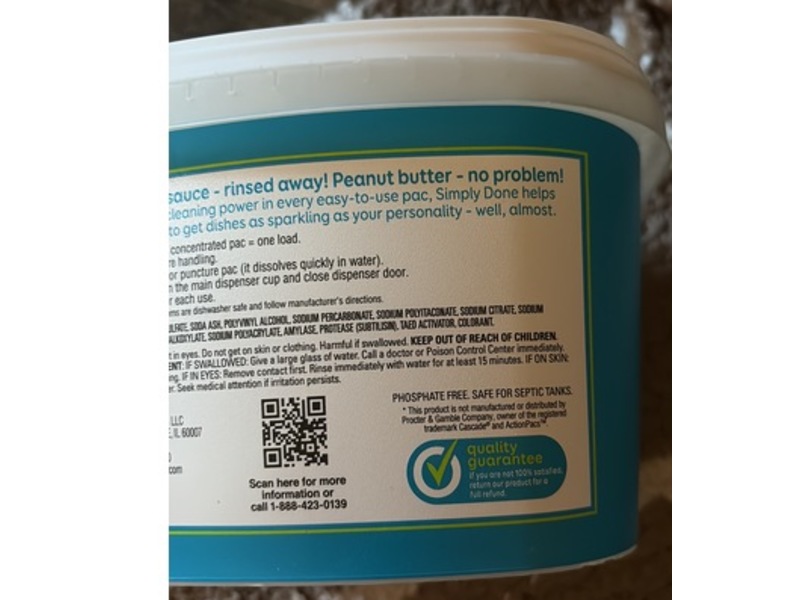 sauce - rinsed away! Peanut butter - no problem!
cleaning power in every easy-to-use pac, Simply Done helps
to get dishes as sparkling as your personality - well, almost.
concentrated pac = one load.
re handling.
or puncture pac (it dissolves quickly in water).
n the main dispenser cup and close dispenser door.
r each use.
ems are dishwasher safe and follow manufacturer's directions.
ULFATE, SODA ASH, POLYVINYL ALCOHOL, SODIUM PERCARBONATE, SODIUM POLYITACONATE, SODIUM CITRATE, SODIUM
ALKOXYLATE, SODIUM POLYACRYLATE, AMYLASE, PROTEASE (SUBTILISIN), TAED ACTIVATOR, COLORANT.
t in eyes. Do not get on skin or clothing. Harmful if swallowed. KEEP OUT OF REACH OF CHILDREN.
ENT: IF SWALLOWED: Give a large glass of water. Call a doctor or Poison Control Center immediately.
ng. IF IN EYES: Remove contact first. Rinse immediately with water for at least 15 minutes. IF ON SKIN:
er. Seek medical attention if irritation persists.
LLC
E, IL 60007
0
com
Scan here for more
information or
call 1-888-423-0139
PHOSPHATE FREE. SAFE FOR SEPTIC TANKS.
* This product is not manufactured or distributed by
Procter & Gamble Company, owner of the registered
trademark Cascade® and ActionPacs™.
quality
guarantee
If you are not 100% satisfied,
return our product for a
full refund.